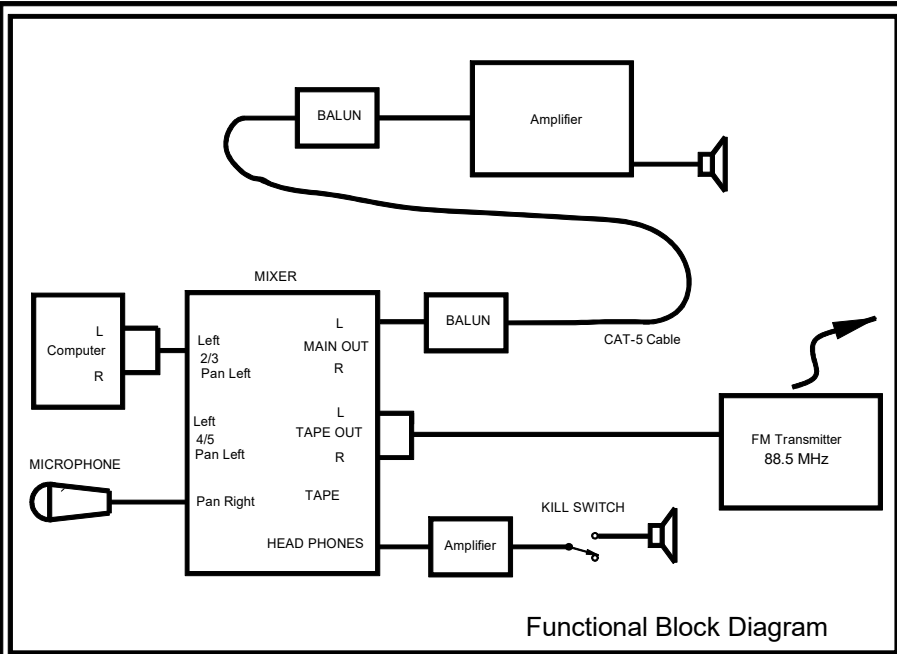 BALUN
Amplifier
MIXER
L
Computer
R
Left
2/3
Pan Left
L
MAIN OUT
R
BALUN
CAT-5 Cable
Left
4/5
Pan Left
L
TAPE OUT
R
FM Transmitter
88.5 MHz
MICROPHONE
Pan Right
TAPE
HEAD PHONES
Amplifier
KILL SWITCH
Functional Block Diagram